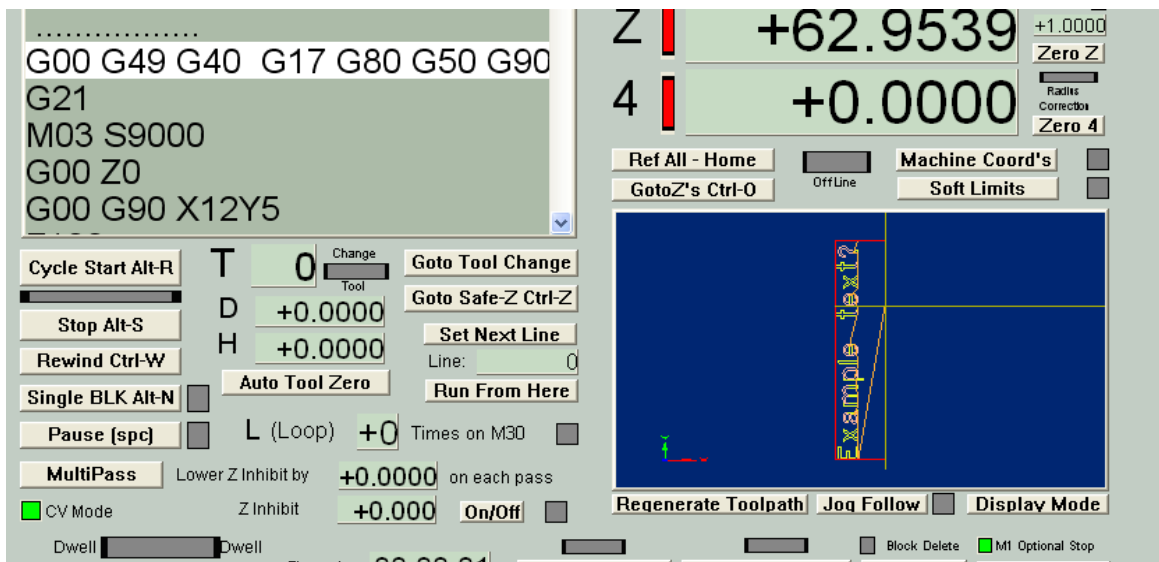 .................
G00 G49 G40 G17 G80 G50 G90
G21
M03 S9000
G00 Z0
G00 G90 X12Y5
Z +62.9539 +1.0000
Zero Z
4 +0.0000 Radius
Correction
Zero 4
Ref All - Home
OffLine
Machine Coord's
GotoZ's Ctrl-O
Soft Limits
Example text?
Regenerate Toolpath Jog Follow Display Mode
Cycle Start Alt-R
Stop Alt-S
Rewind Ctrl-W
Single BLK Alt-N
Pause (spc)
T 0 Change
Tool
D +0.0000
H +0.0000
Auto Tool Zero
Goto Tool Change
Goto Safe-Z Ctrl-Z
Set Next Line
Line: 0
Run From Here
L (Loop) +0 Times on M30
MultiPass Lower Z Inhibit by +0.0000 on each pass
CV Mode Z Inhibit +0.000 On/Off
Dwell Dwell
Block Delete M1 Optional Stop